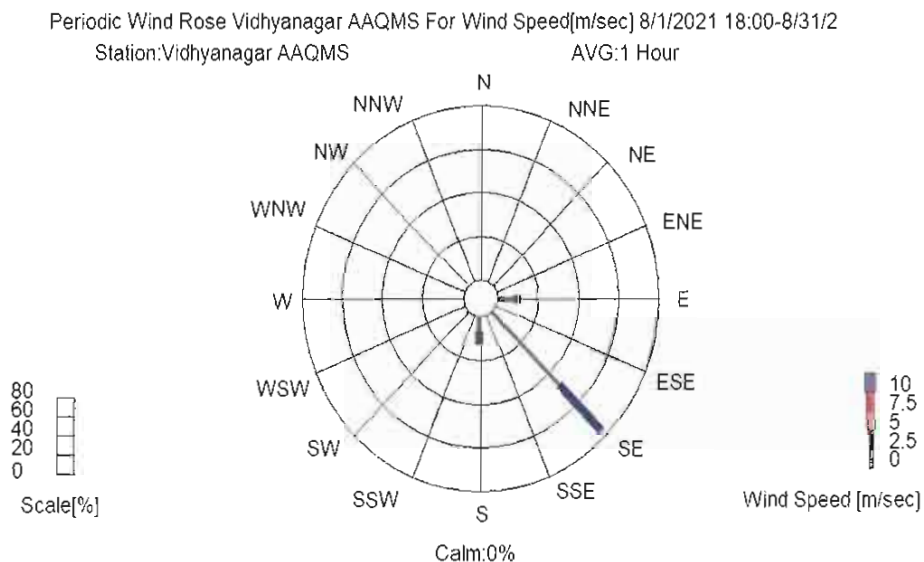 Periodic Wind Rose Vidhyanagar AAQMS For Wind Speed[m/sec] 8/1/2021 18:00-8/31/2
Station:Vidhyanagar AAQMS AVG:1 Hour
N
NNW NNE
NW NE
WNW ENE
W E
WSW ESE
SW SE
SSW SSE
S
80
60
40
20
0
Scale[%]
10
7.5
5
2.5
0
Wind Speed [m/sec]
Calm:0%